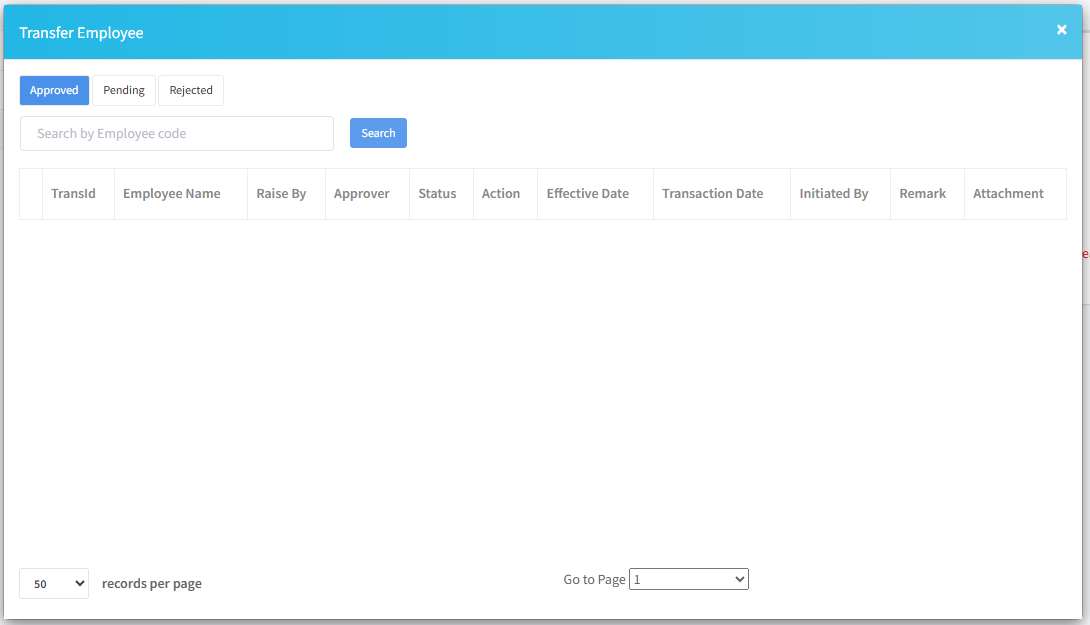 Transfer Employee ×
Approved Pending Rejected
Search by Employee code Search
TransId Employee Name Raise By Approver Status Action Effective Date Transaction Date Initiated By Remark Attachment
e
50 records per page Go to Page 1